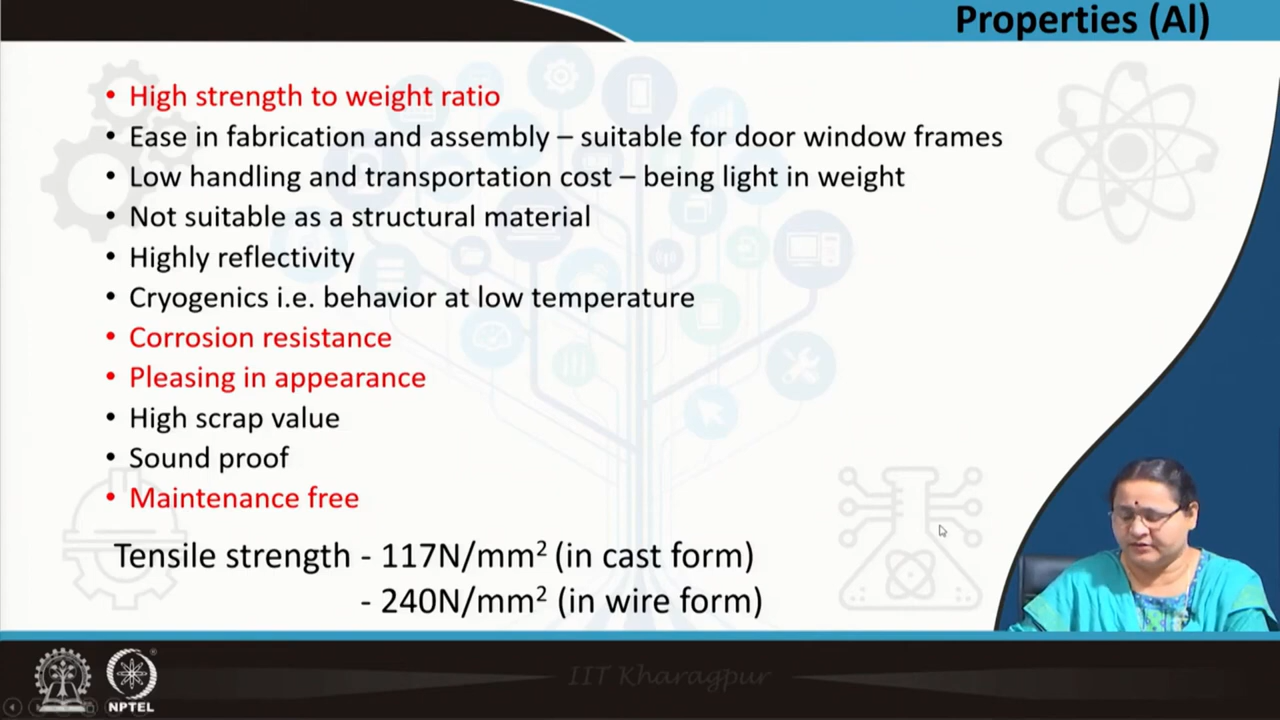 Properties (Al)
• High strength to weight ratio
• Ease in fabrication and assembly – suitable for door window frames
• Low handling and transportation cost – being light in weight
• Not suitable as a structural material
• Highly reflectivity
• Cryogenics i.e. behavior at low temperature
• Corrosion resistance
• Pleasing in appearance
• High scrap value
• Sound proof
• Maintenance free
Tensile strength - 117N/mm² (in cast form)
- 240N/mm² (in wire form)
IIT Kharagpur
NPTEL